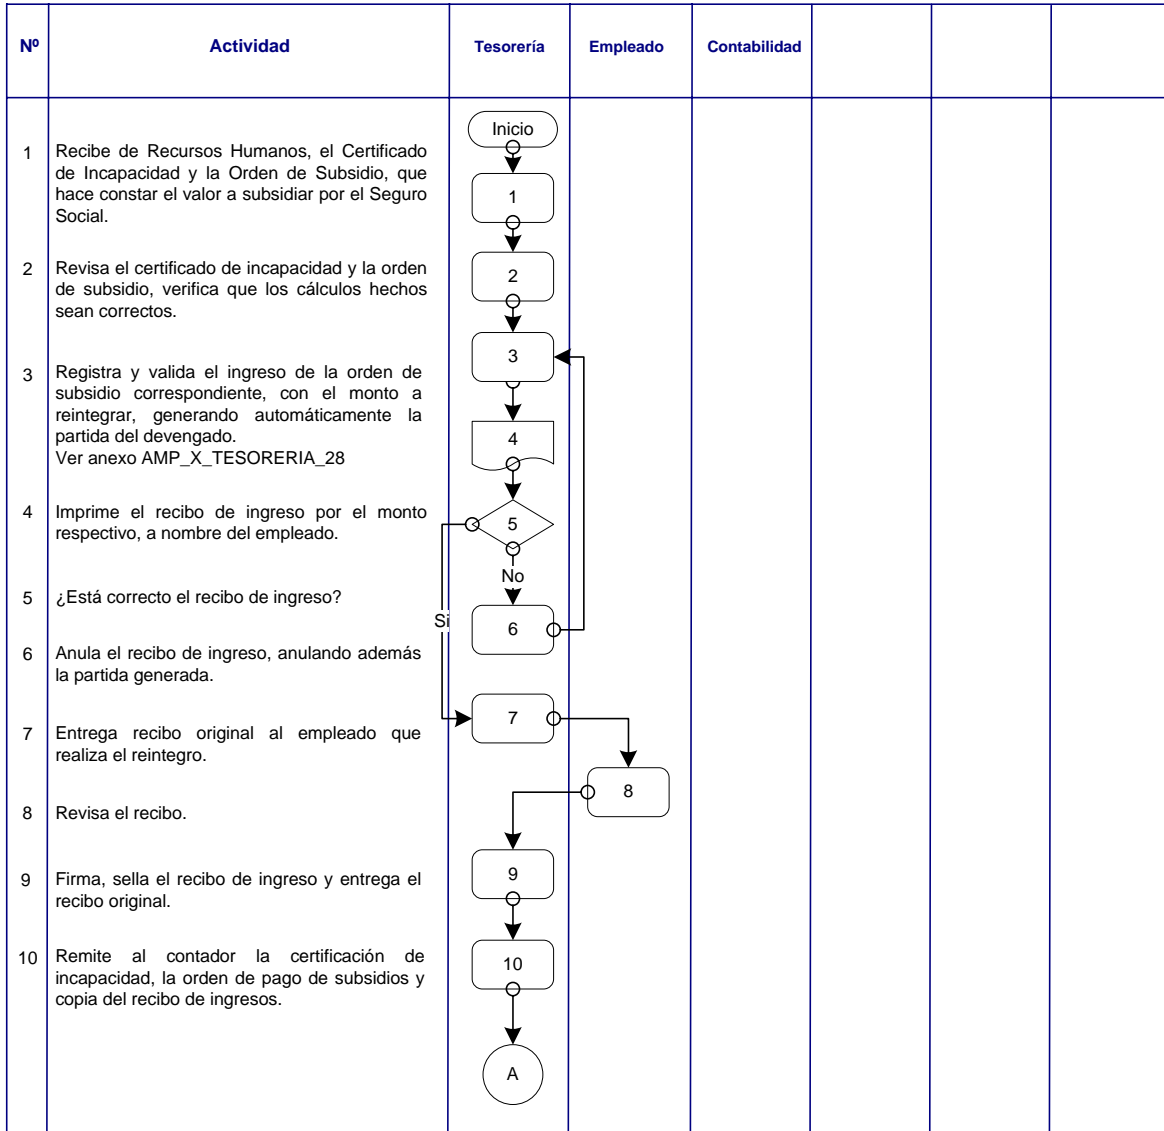 Nº Actividad Tesorería Empleado Contabilidad
Inicio
1 Recibe de Recursos Humanos, el Certificado
de Incapacidad y la Orden de Subsidio, que
hace constar el valor a subsidiar por el Seguro
Social.
1
2 Revisa el certificado de incapacidad y la orden
de subsidio, verifica que los cálculos hechos
sean correctos.
2
3 Registra y valida el ingreso de la orden de
subsidio correspondiente, con el monto a
reintegrar, generando automáticamente la
partida del devengado.
Ver anexo AMP_X_TESORERIA_28
3
4
4 Imprime el recibo de ingreso por el monto
respectivo, a nombre del empleado.
5
No
5 ¿Está correcto el recibo de ingreso?
Si
6
6 Anula el recibo de ingreso, anulando además
la partida generada.
7
7 Entrega recibo original al empleado que
realiza el reintegro.
8
8 Revisa el recibo.
9 Firma, sella el recibo de ingreso y entrega el
recibo original.
9
10 Remite al contador la certificación de
incapacidad, la orden de pago de subsidios y
copia del recibo de ingresos.
10
A